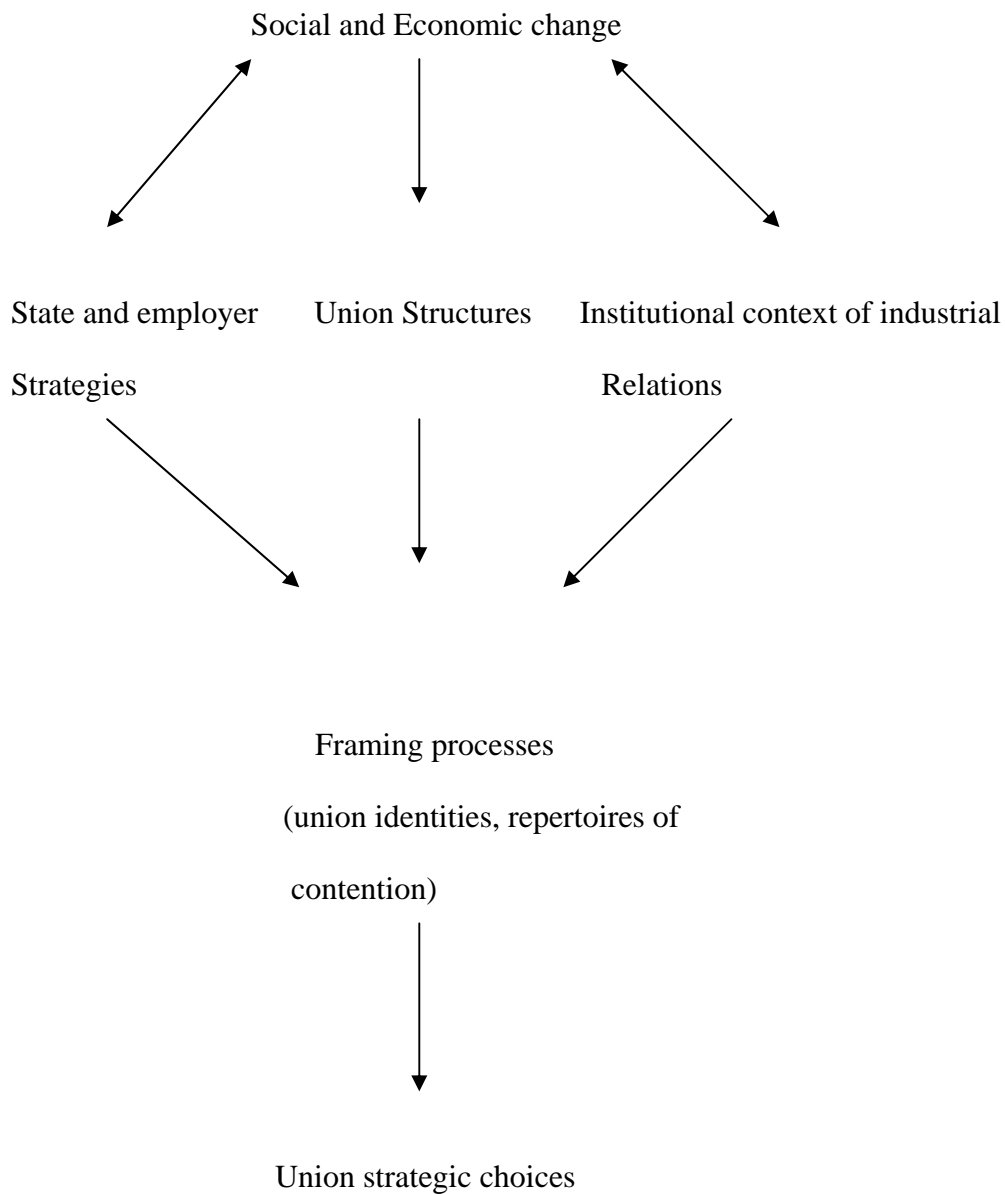 Social and Economic change
State and employer
Strategies
Union Structures
Institutional context of industrial
Relations
Framing processes
(union identities, repertoires of
contention)
Union strategic choices